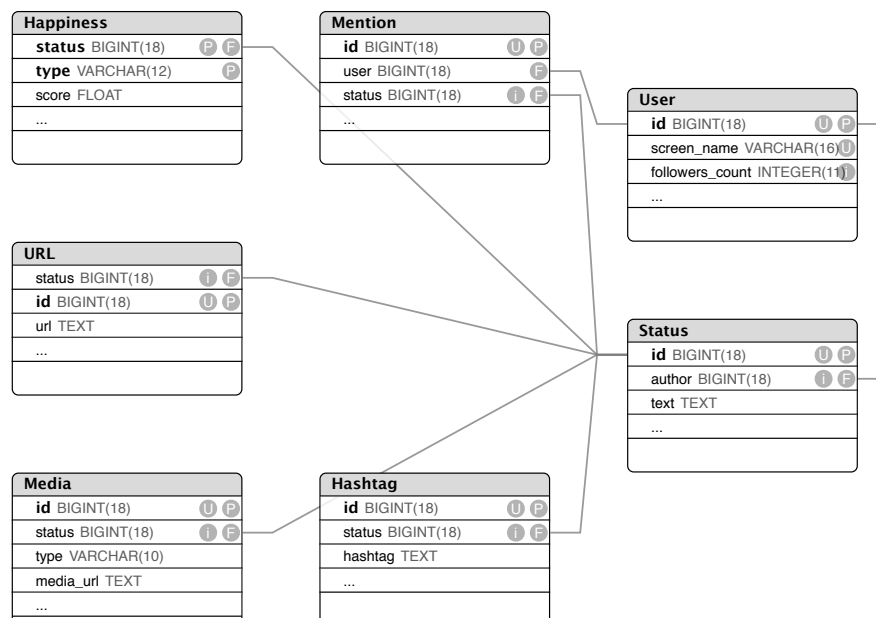 Happiness
status BIGINT(18) P F
type VARCHAR(12) P
score FLOAT
...
Mention
id BIGINT(18) U P
user BIGINT(18) F
status BIGINT(18) i F
...
User
id BIGINT(18) U P
screen_name VARCHAR(16) U
followers_count INTEGER(11) i
...
URL
status BIGINT(18) i F
id BIGINT(18) U P
url TEXT
...
Status
id BIGINT(18) U P
author BIGINT(18) i F
text TEXT
...
Media
id BIGINT(18) U P
status BIGINT(18) i F
type VARCHAR(10)
media_url TEXT
...
Hashtag
id BIGINT(18) U P
status BIGINT(18) i F
hashtag TEXT
...